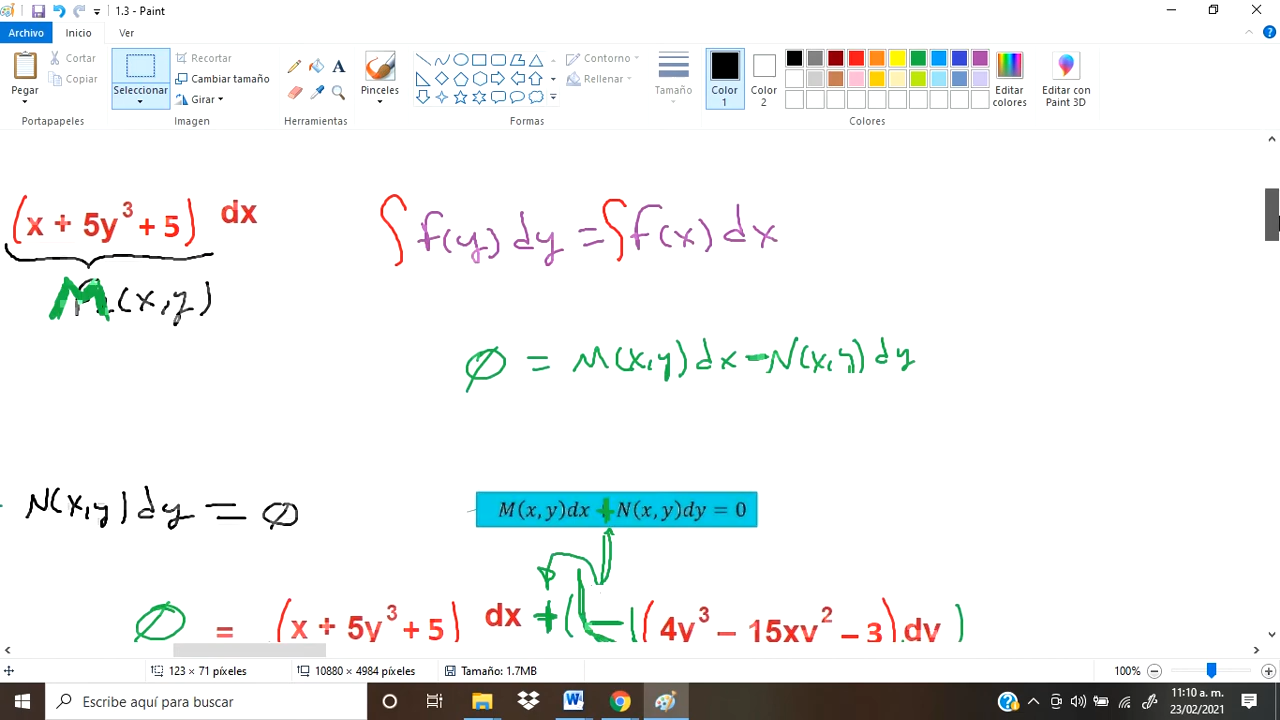 1.3 - Paint
Archivo Inicio Ver
Pegar Cortar Copiar Seleccionar Recortar Cambiar tamaño Girar Pinceles Contorno Rellenar Tamaño Color 1 Color 2 Editar colores Editar con Paint 3D
Portapapeles Imagen Herramientas Formas Colores
(x + 5y³ + 5) dx
∫ f(y) dy = ∫ f(x) dx
M(x,y)
∅ = M(x,y) dx - N(x,y) dy
N(x,y) dy = ∅
M(x, y)dx + N(x, y)dy = 0
∅ = (x + 5y³ + 5) dx + (-(4y³ − 15xy² − 3) dy)
123 × 71 píxeles 10880 × 4984 píxeles Tamaño: 1.7MB 100%
Escribe aquí para buscar
11:10 a. m.
23/02/2021